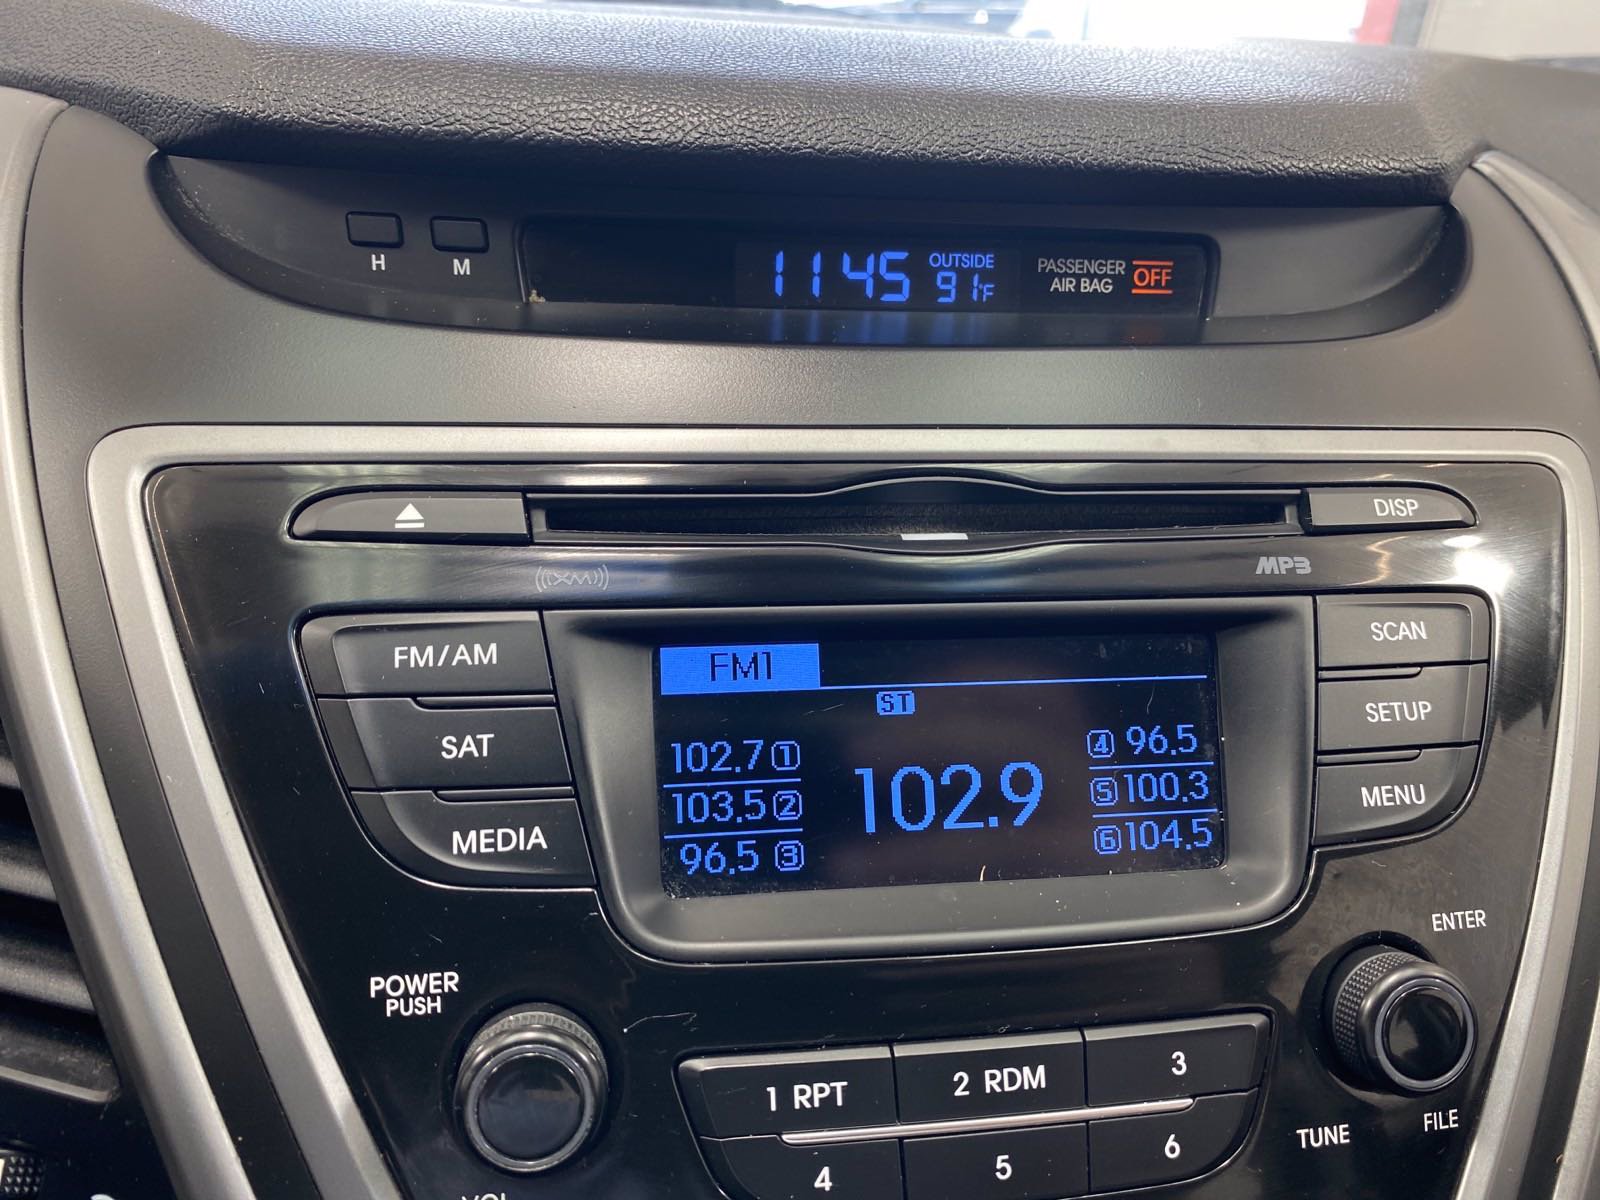 H
M
11 45
OUTSIDE
91°F
PASSENGER
AIR BAG
OFF
DISP
((XM))
MP3
FM/AM
SAT
MEDIA
SCAN
SETUP
MENU
FM1
ST
102.7 1
103.5 2
96.5 3
102.9
4 96.5
5 100.3
6 104.5
ENTER
POWER
PUSH
1 RPT
2 RDM
3
4
5
6
TUNE
FILE